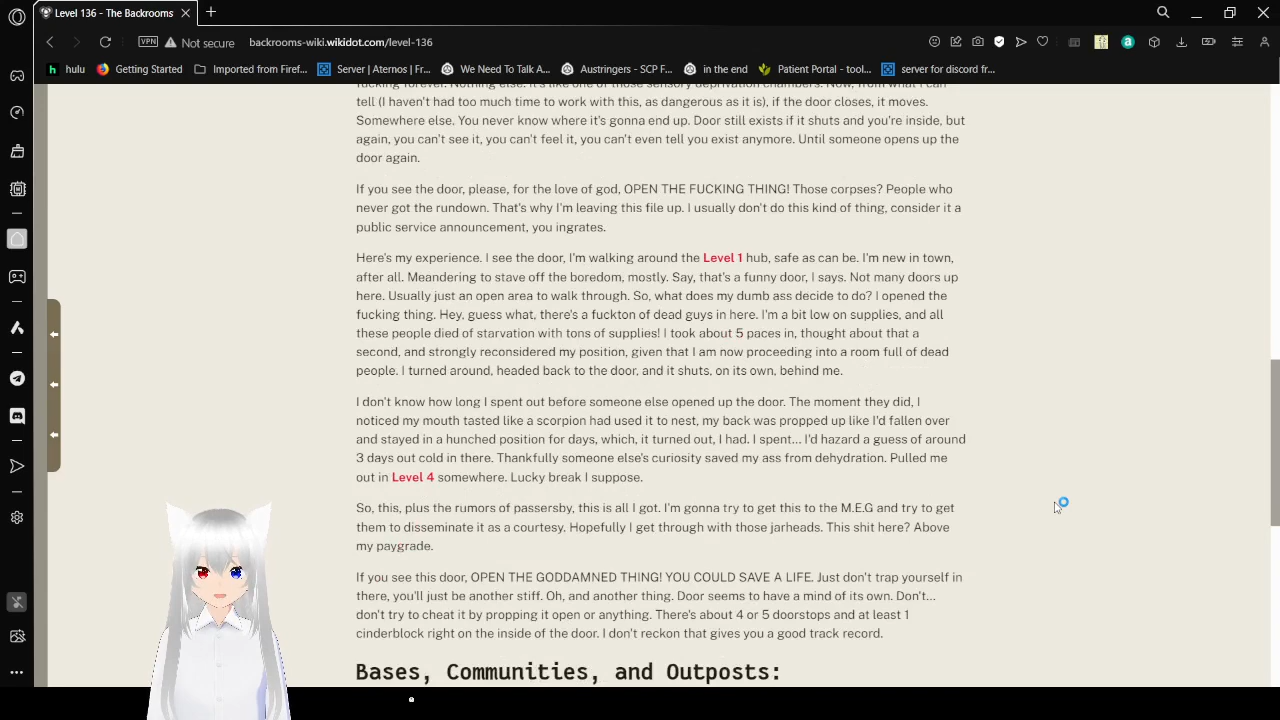 Level 136 - The Backrooms
VPN Not secure backrooms-wiki.wikidot.com/level-136
hulu Getting Started Imported from Firef... Server | Aternos | Fr... We Need To Talk A... Austringers - SCP F... in the end Patient Portal - tool... server for discord fr...
fucking forever. Nothing else. It's like one of those sensory deprivation chambers. Now, from what I can
tell (I haven't had too much time to work with this, as dangerous as it is), if the door closes, it moves.
Somewhere else. You never know where it's gonna end up. Door still exists if it shuts and you're inside, but
again, you can't see it, you can't feel it, you can't even tell you exist anymore. Until someone opens up the
door again.
If you see the door, please, for the love of god, OPEN THE FUCKING THING! Those corpses? People who
never got the rundown. That's why I'm leaving this file up. I usually don't do this kind of thing, consider it a
public service announcement, you ingrates.
Here's my experience. I see the door, I'm walking around the Level 1 hub, safe as can be. I'm new in town,
after all. Meandering to stave off the boredom, mostly. Say, that's a funny door, I says. Not many doors up
here. Usually just an open area to walk through. So, what does my dumb ass decide to do? I opened the
fucking thing. Hey. guess what, there's a fuckton of dead guys in here. I'm a bit low on supplies, and all
these people died of starvation with tons of supplies! I took about 5 paces in, thought about that a
second, and strongly reconsidered my position, given that I am now proceeding into a room full of dead
people. I turned around, headed back to the door, and it shuts, on its own, behind me.
I don't know how long I spent out before someone else opened up the door. The moment they did, I
noticed my mouth tasted like a scorpion had used it to nest, my back was propped up like I'd fallen over
and stayed in a hunched position for days, which, it turned out, I had. I spent... I'd hazard a guess of around
3 days out cold in there. Thankfully someone else's curiosity saved my ass from dehydration. Pulled me
out in Level 4 somewhere. Lucky break I suppose.
So, this, plus the rumors of passersby, this is all I got. I'm gonna try to get this to the M.E.G and try to get
them to disseminate it as a courtesy. Hopefully I get through with those jarheads. This shit here? Above
my paygrade.
If you see this door, OPEN THE GODDAMNED THING! YOU COULD SAVE A LIFE. Just don't trap yourself in
there, you'll just be another stiff. Oh, and another thing. Door seems to have a mind of its own. Don't...
don't try to cheat it by propping it open or anything. There's about 4 or 5 doorstops and at least 1
cinderblock right on the inside of the door. I don't reckon that gives you a good track record.
Bases, Communities, and Outposts: